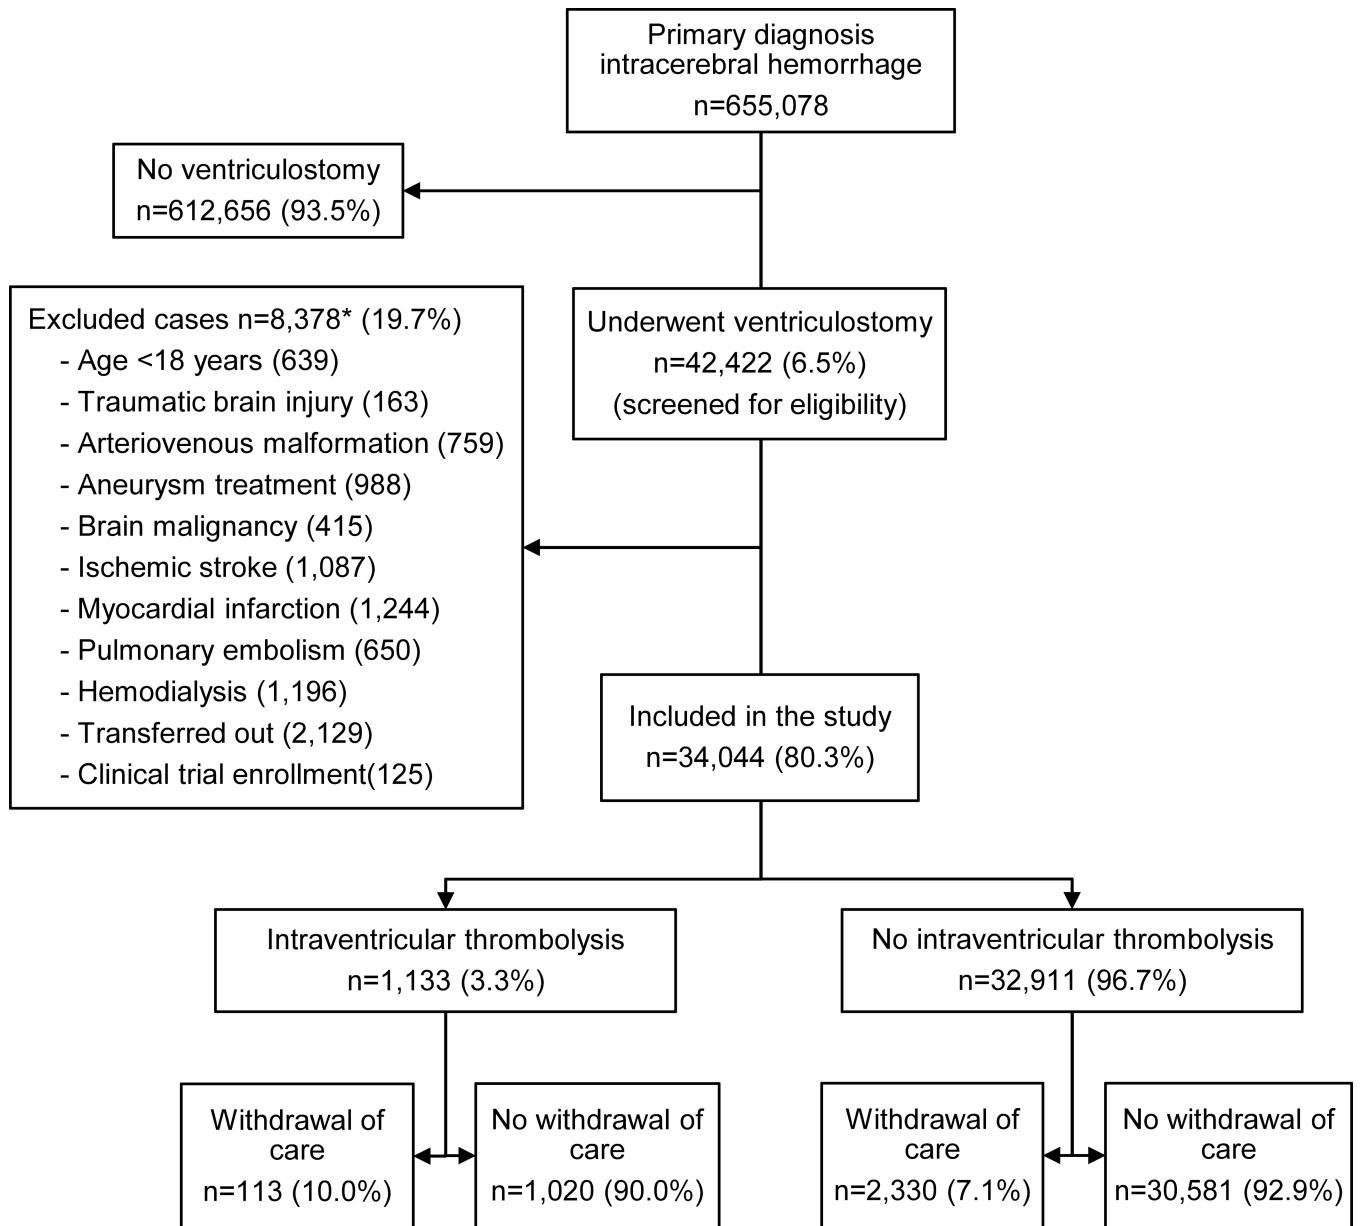 Primary diagnosis
intracerebral hemorrhage
n=655,078
No ventriculostomy
n=612,656 (93.5%)
Excluded cases n=8,378* (19.7%)
- Age <18 years (639)
- Traumatic brain injury (163)
- Arteriovenous malformation (759)
- Aneurysm treatment (988)
- Brain malignancy (415)
- Ischemic stroke (1,087)
- Myocardial infarction (1,244)
- Pulmonary embolism (650)
- Hemodialysis (1,196)
- Transferred out (2,129)
- Clinical trial enrollment(125)
Underwent ventriculostomy
n=42,422 (6.5%)
(screened for eligibility)
Included in the study
n=34,044 (80.3%)
Intraventricular thrombolysis
n=1,133 (3.3%)
No intraventricular thrombolysis
n=32,911 (96.7%)
Withdrawal of
care
n=113 (10.0%)
No withdrawal of
care
n=1,020 (90.0%)
Withdrawal of
care
n=2,330 (7.1%)
No withdrawal of
care
n=30,581 (92.9%)